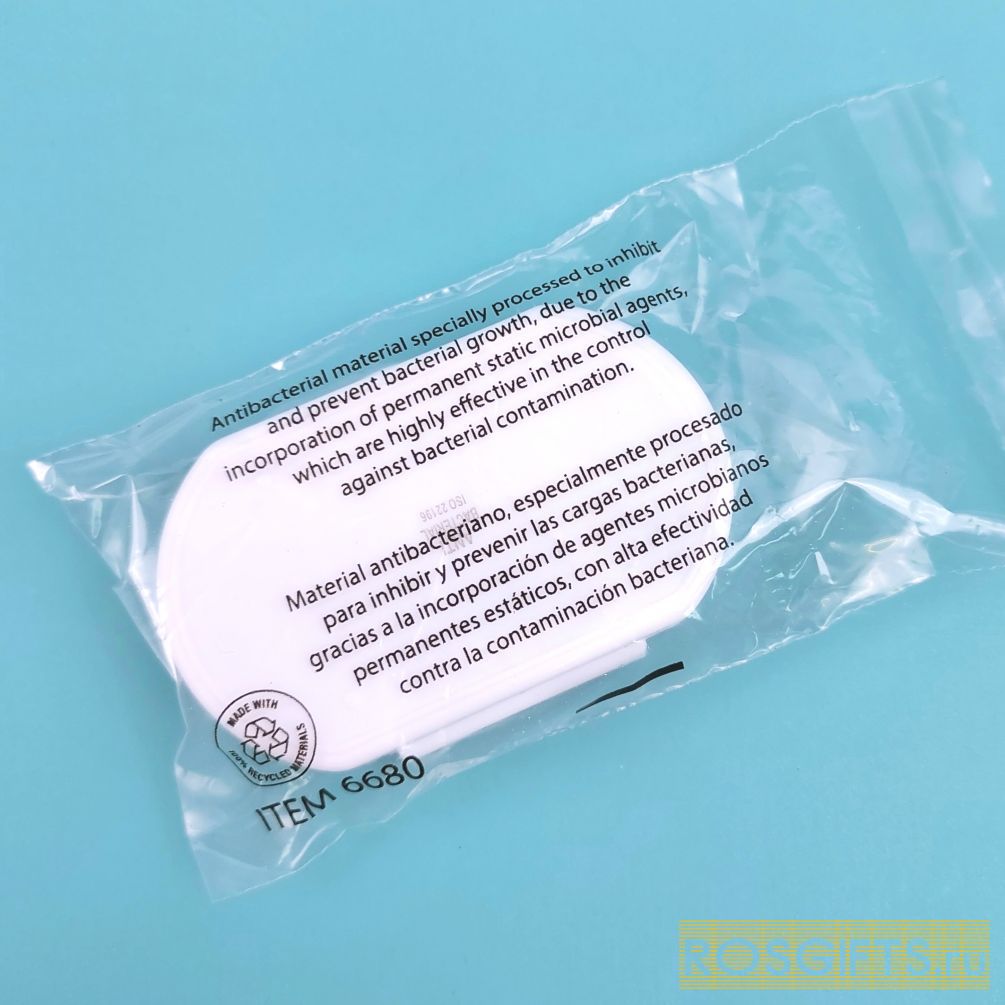 Antibacterial material specially processed to inhibit
and prevent bacterial growth, due to the
incorporation of permanent static microbial agents,
which are highly effective in the control
against bacterial contamination.
ANTI
BACTERIAL
ISO 22196
Material antibacteriano, especialmente procesado
para inhibir y prevenir las cargas bacterianas,
gracias a la incorporación de agentes microbianos
permanentes estáticos, con alta efectividad
contra la contaminación bacteriana.
MADE WITH
100% RECYCLED MATERIALS
ITEM 6680
ROSGIFTS.ru